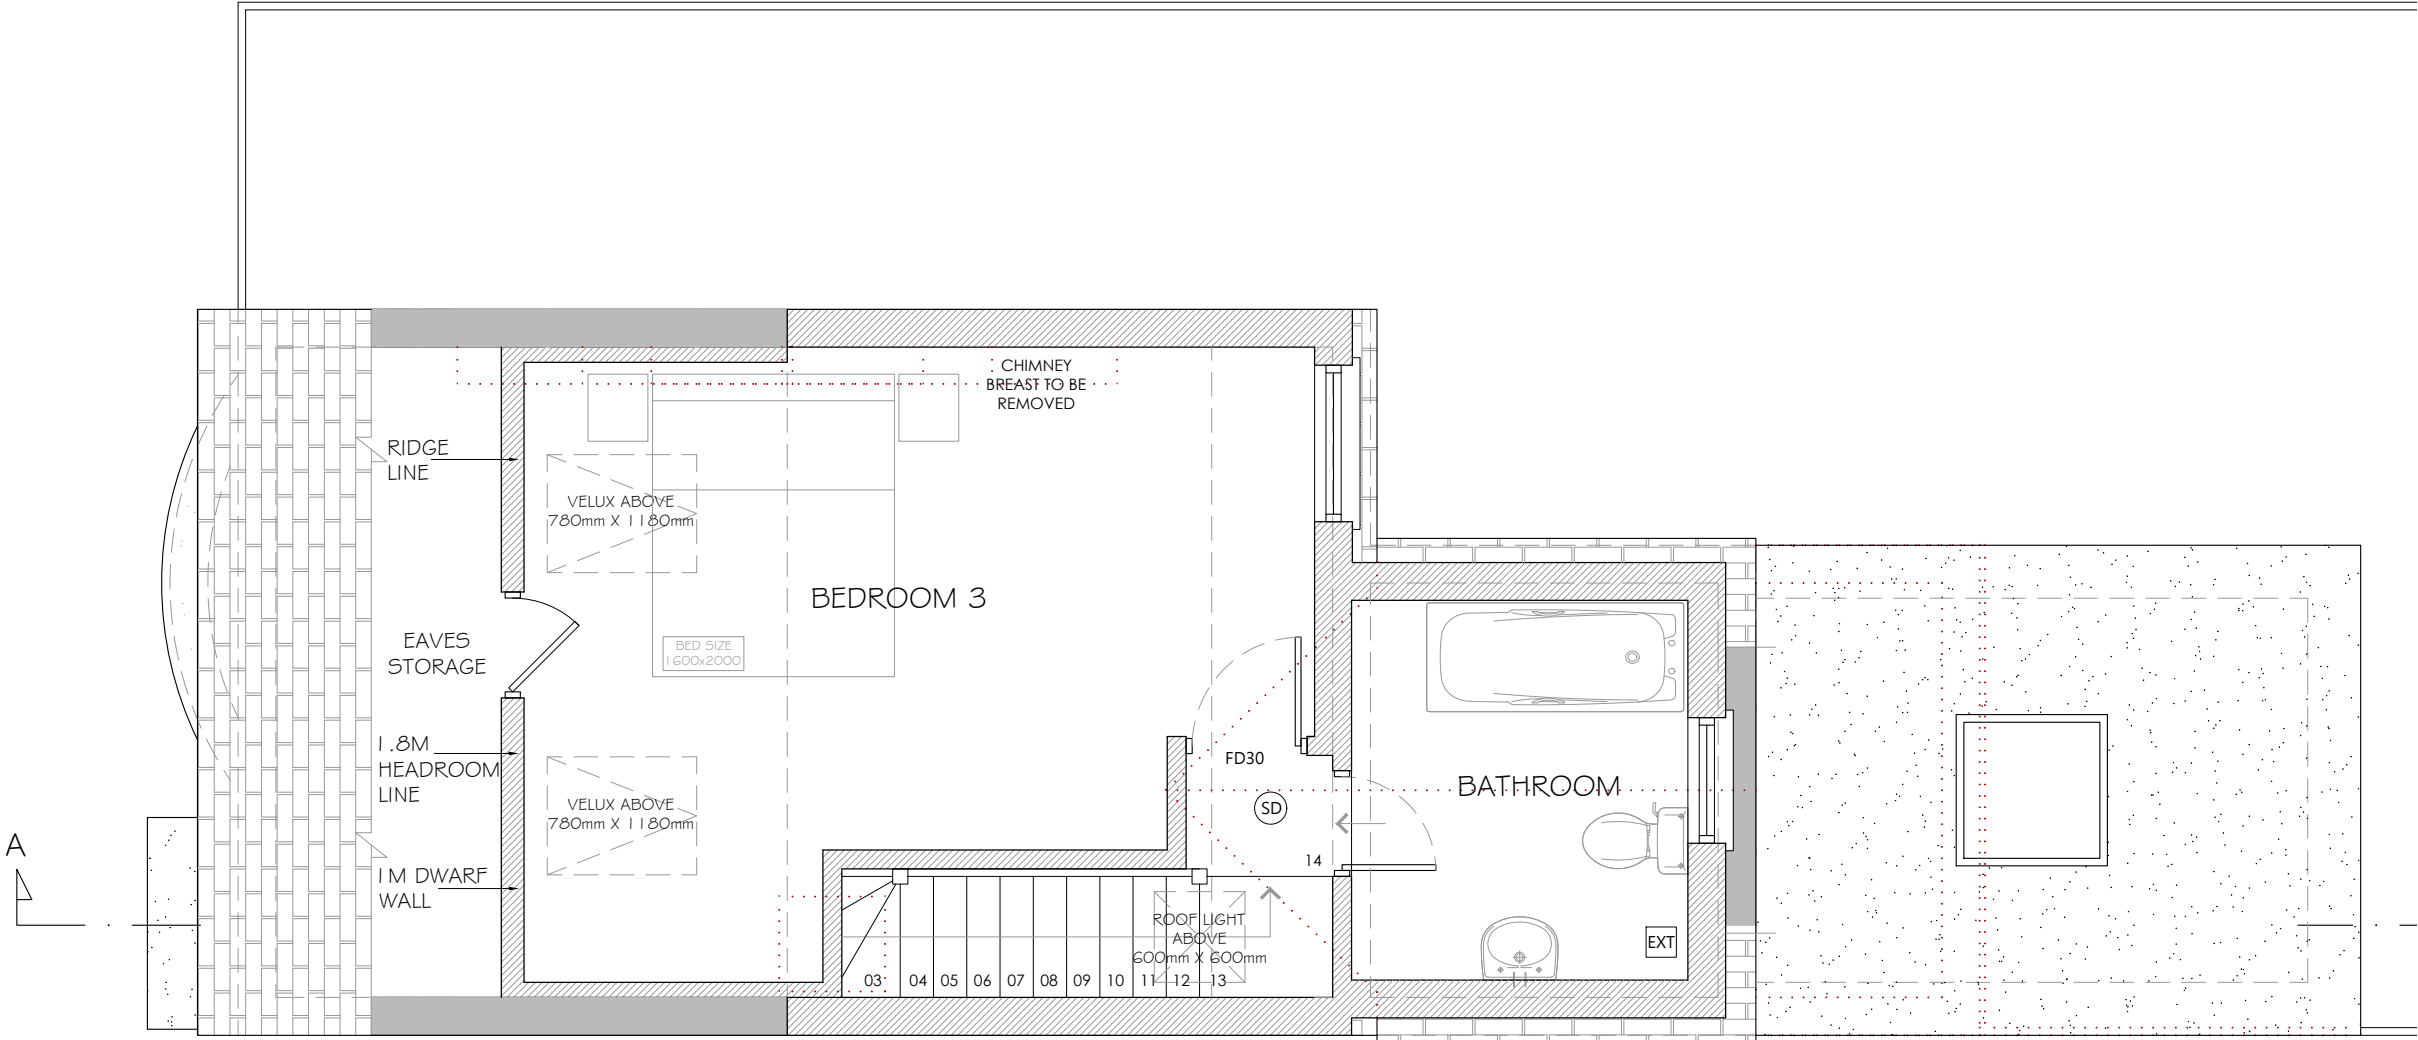 CHIMNEY
BREAST TO BE
REMOVED
RIDGE
LINE
VELUX ABOVE
780mm X 1180mm
BEDROOM 3
EAVES
STORAGE
BED SIZE
1600x2000
1.8M
HEADROOM
LINE
FD30
BATHROOM
VELUX ABOVE
780mm X 1180mm
SD
A
14
1M DWARF
WALL
ROOF LIGHT
ABOVE
600mm X 600mm
EXT
03 04 05 06 07 08 09 10 11 12 13